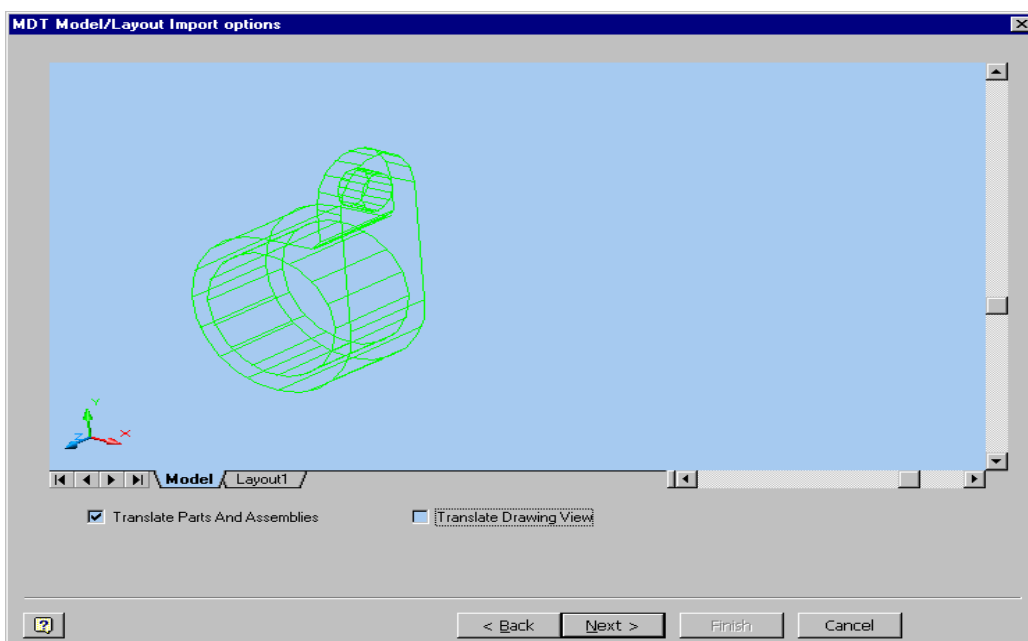 MDT Model/Layout Import options
Y
Z X
Model Layout1
Translate Parts And Assemblies Translate Drawing View
< Back Next > Finish Cancel